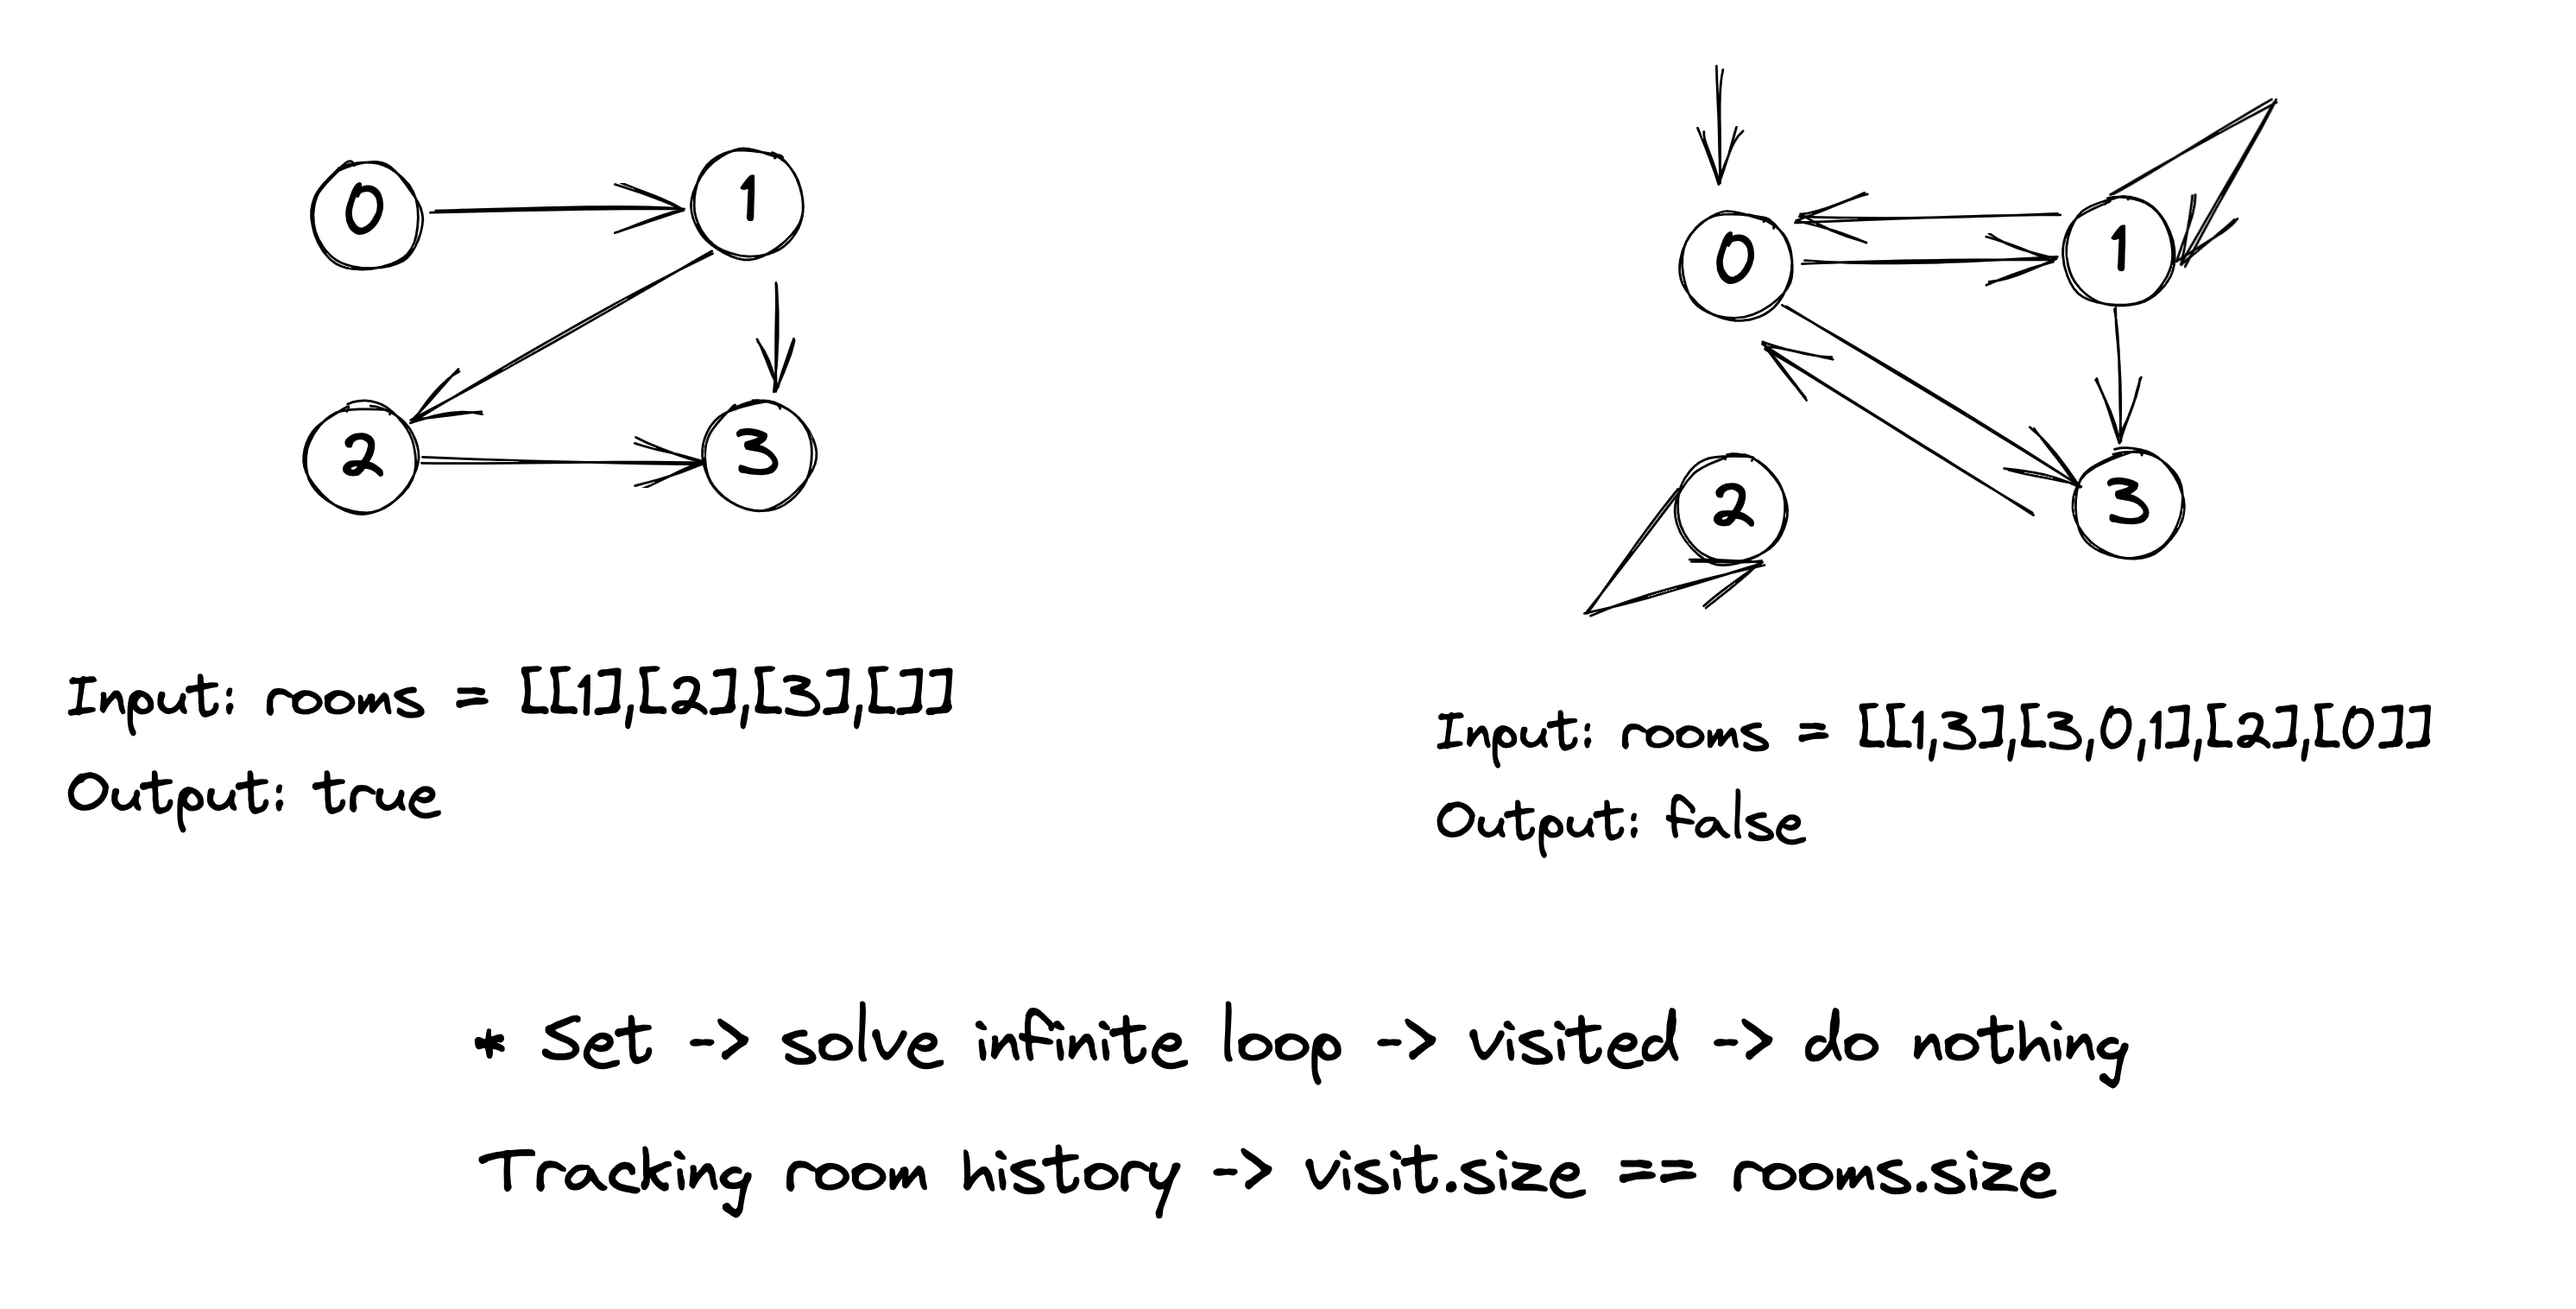 0
1
2
3
Input: rooms = [[1],[2],[3],[]]
Output: true
0
1
2
3
Input: rooms = [[1,3],[3,0,1],[2],[0]]
Output: false
* Set -> solve infinite loop -> visited -> do nothing
Tracking room history -> visit.size == rooms.size